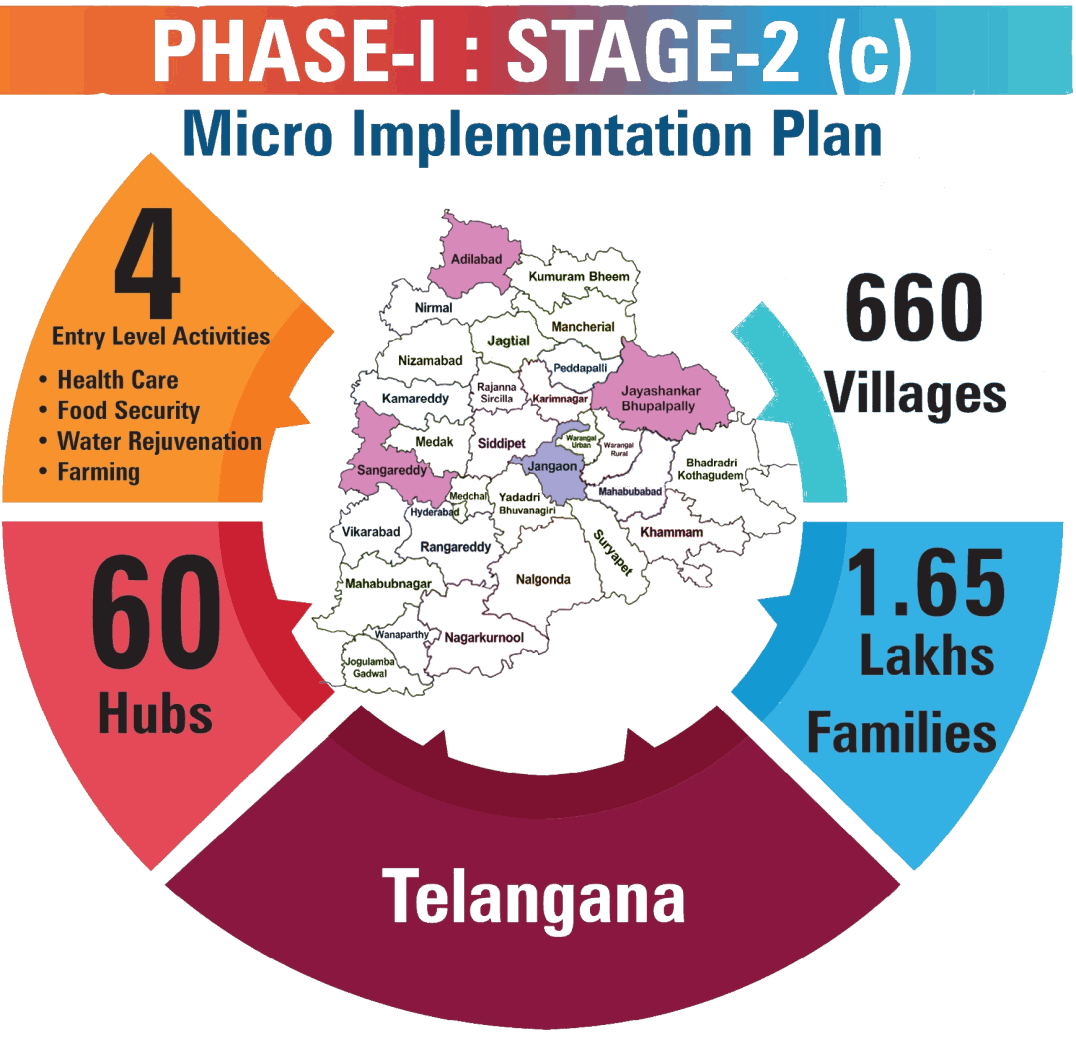 PHASE-I : STAGE-2 (c)
Micro Implementation Plan
4
Entry Level Activities
• Health Care
• Food Security
• Water Rejuvenation
• Farming
660
Villages
60
Hubs
1.65
Lakhs
Families
Telangana
Adilabad
Kumuram Bheem
Nirmal
Mancherial
Jagtial
Nizamabad
Peddapalli
Rajanna
Sircilla
Kamareddy
Karimnagar
Jayashankar
Bhupalpally
Medak
Siddipet
Warangal
Urban
Warangal
Rural
Sangareddy
Jangaon
Bhadradri
Kothagudem
Medchal
Yadadri
Bhuvanagiri
Mahabubabad
Hyderabad
Vikarabad
Rangareddy
Suryapet
Khammam
Mahabubnagar
Nalgonda
Wanaparthy
Nagarkurnool
Jogulamba
Gadwal